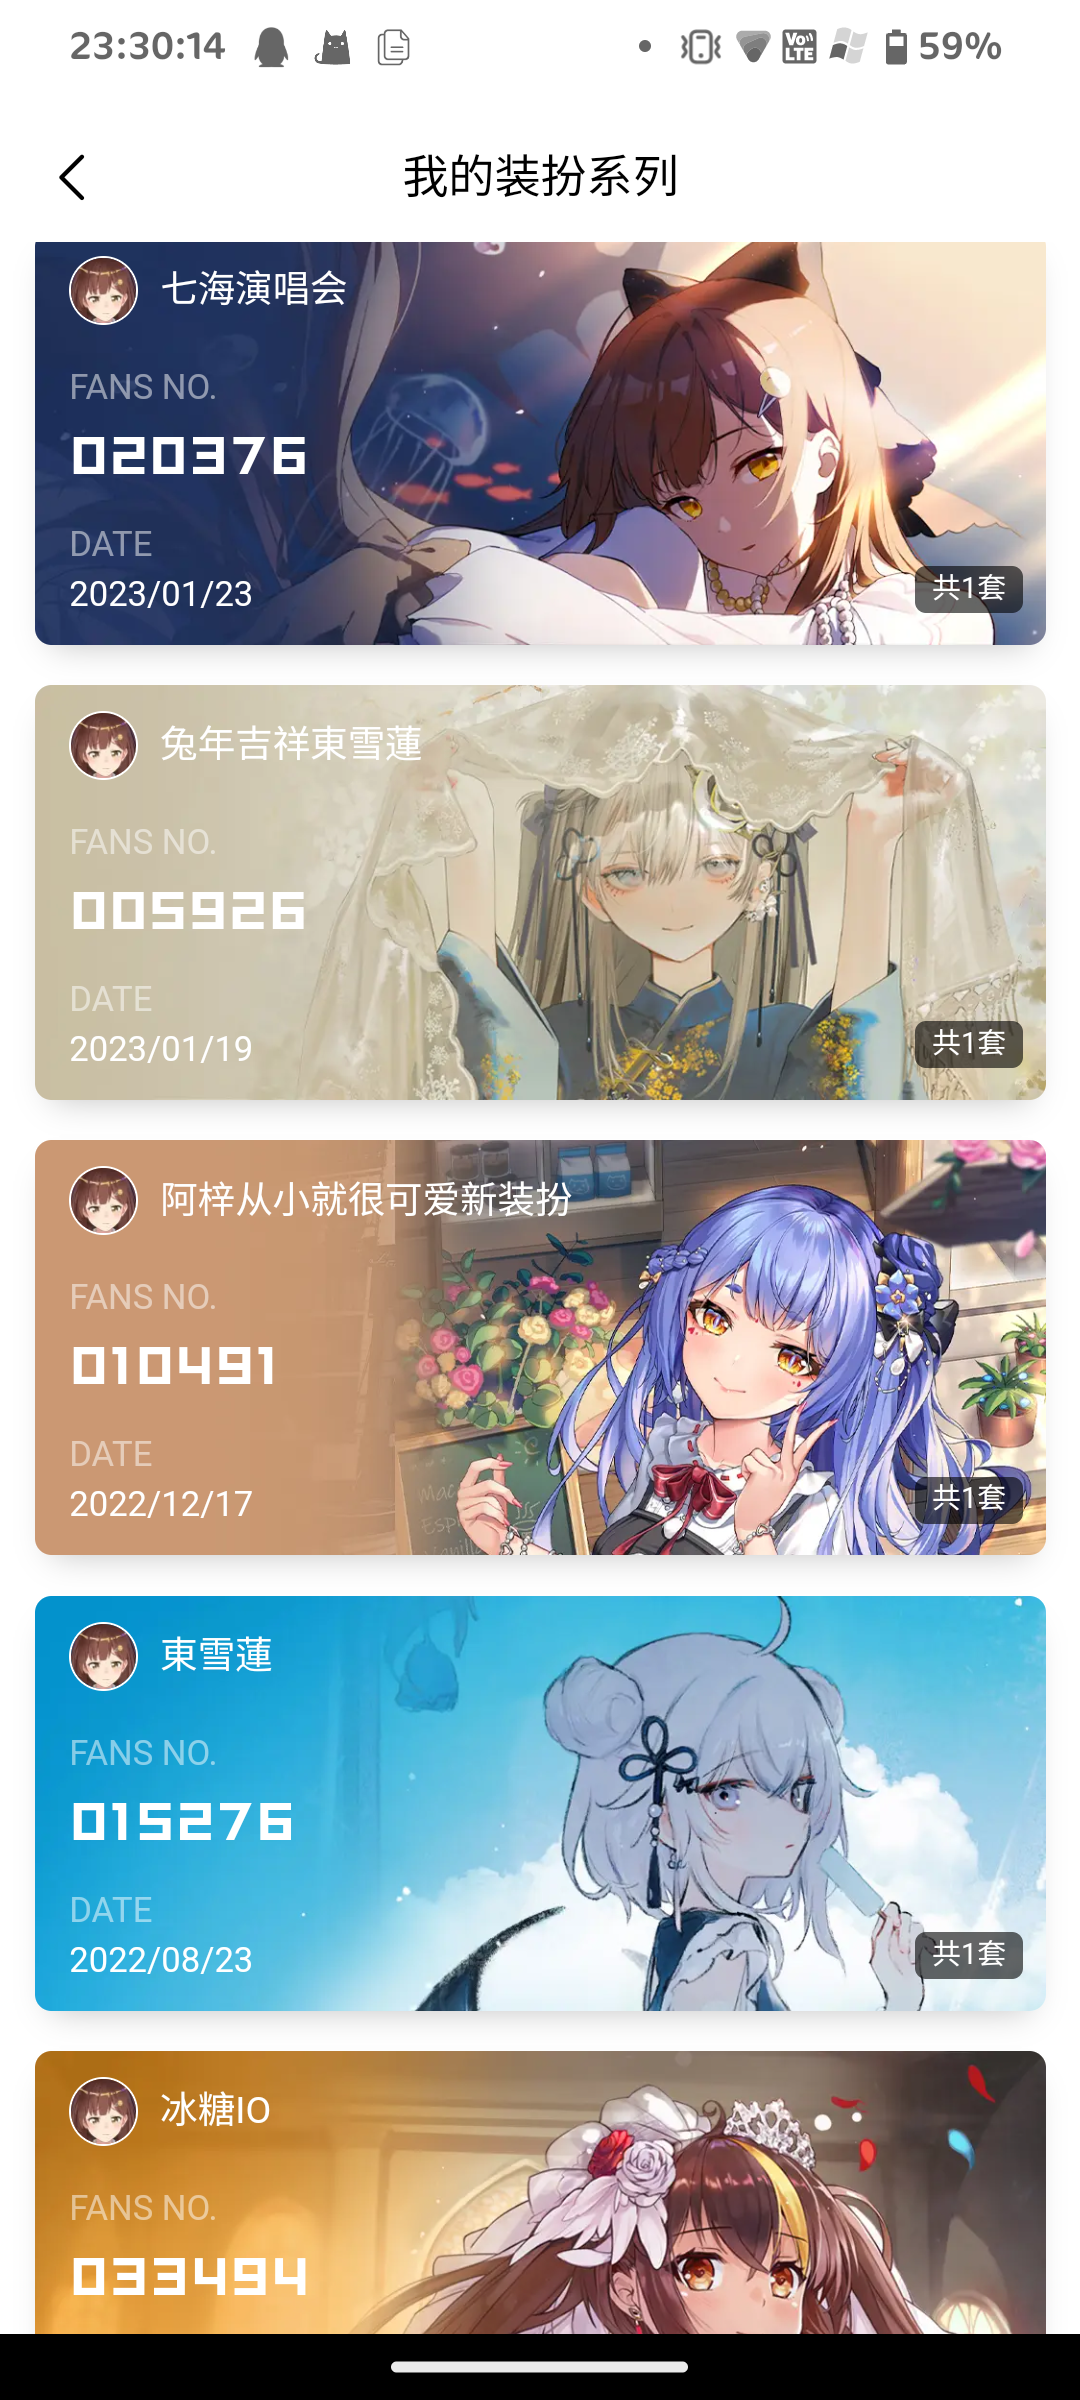 23:30:14
Vo LTE
59%
我的装扮系列
七海演唱会
FANS NO.
020376
DATE
2023/01/23
共1套
兔年吉祥東雪蓮
FANS NO.
005926
DATE
2023/01/19
共1套
阿梓从小就很可爱新装扮
FANS NO.
010491
DATE
2022/12/17
共1套
東雪蓮
FANS NO.
015276
DATE
2022/08/23
共1套
冰糖IO
FANS NO.
033494